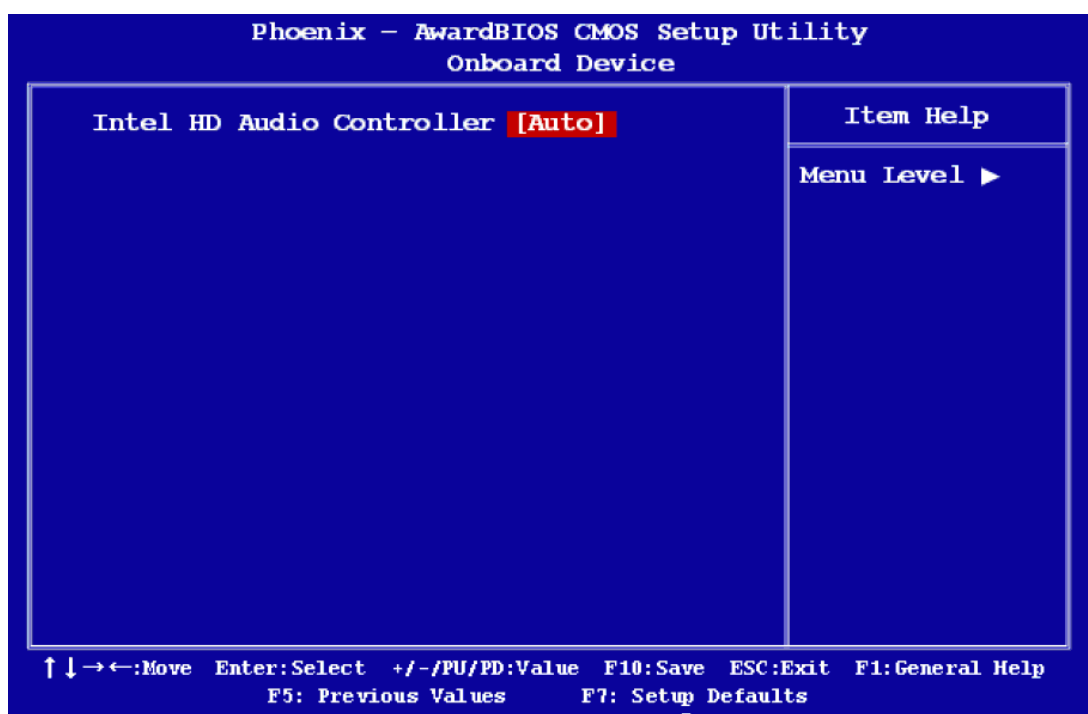 Phoenix – AwardBIOS CMOS Setup Utility
Onboard Device
Intel HD Audio Controller [Auto]
Item Help
Menu Level ▶
↑↓→←:Move Enter:Select +/-/PU/PD:Value F10:Save ESC:Exit F1:General Help
F5: Previous Values F7: Setup Defaults